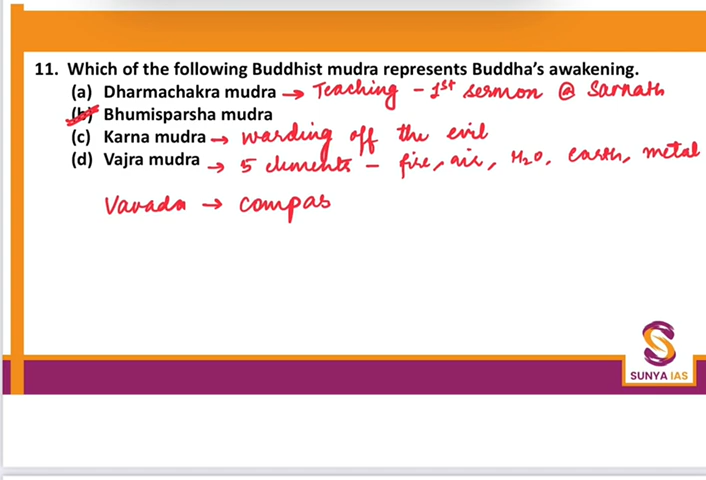 11. Which of the following Buddhist mudra represents Buddha's awakening.
(a) Dharmachakra mudra → Teaching - 1st sermon @ Sarnath
(b) Bhumisparsha mudra
(c) Karna mudra → warding off the evil
(d) Vajra mudra → 5 elements - fire, air, H2O, earth, metal
Varada → compas
SUNYA IAS